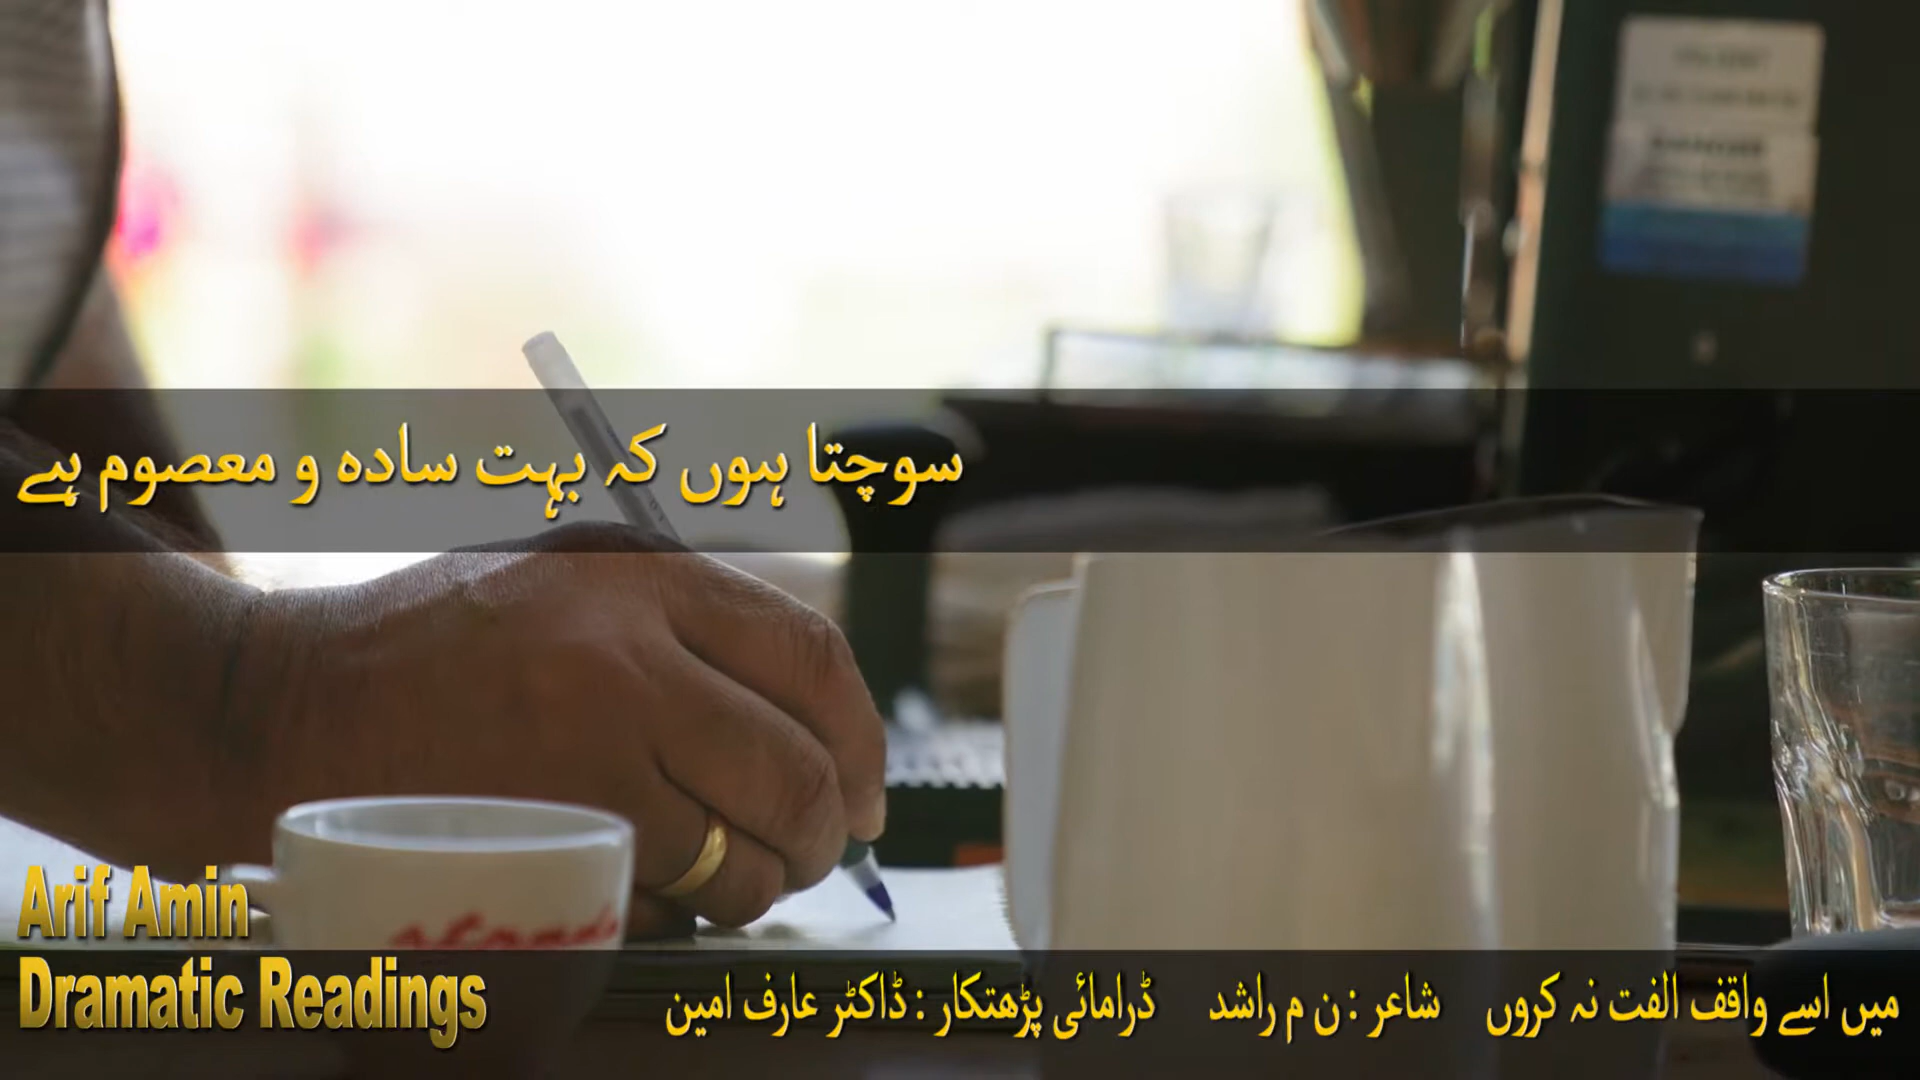 سوچتا ہوں کہ بہت سادہ و معصوم ہے
Arif Amin
Dramatic Readings
میں اسے واقف الفت نہ کروں شاعر : ن م راشد ڈرامائی پڑھتکار : ڈاکٹر عارف امین